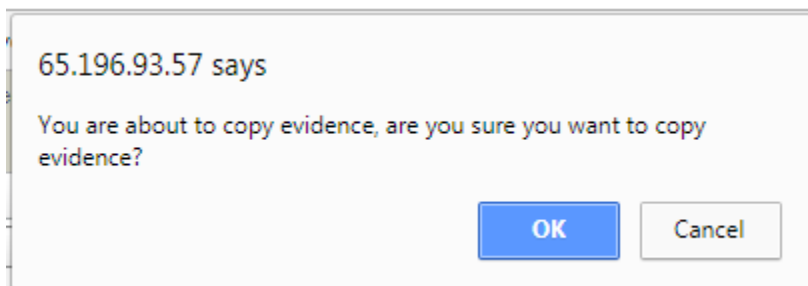 65.196.93.57 says
You are about to copy evidence, are you sure you want to copy
evidence?
OK Cancel